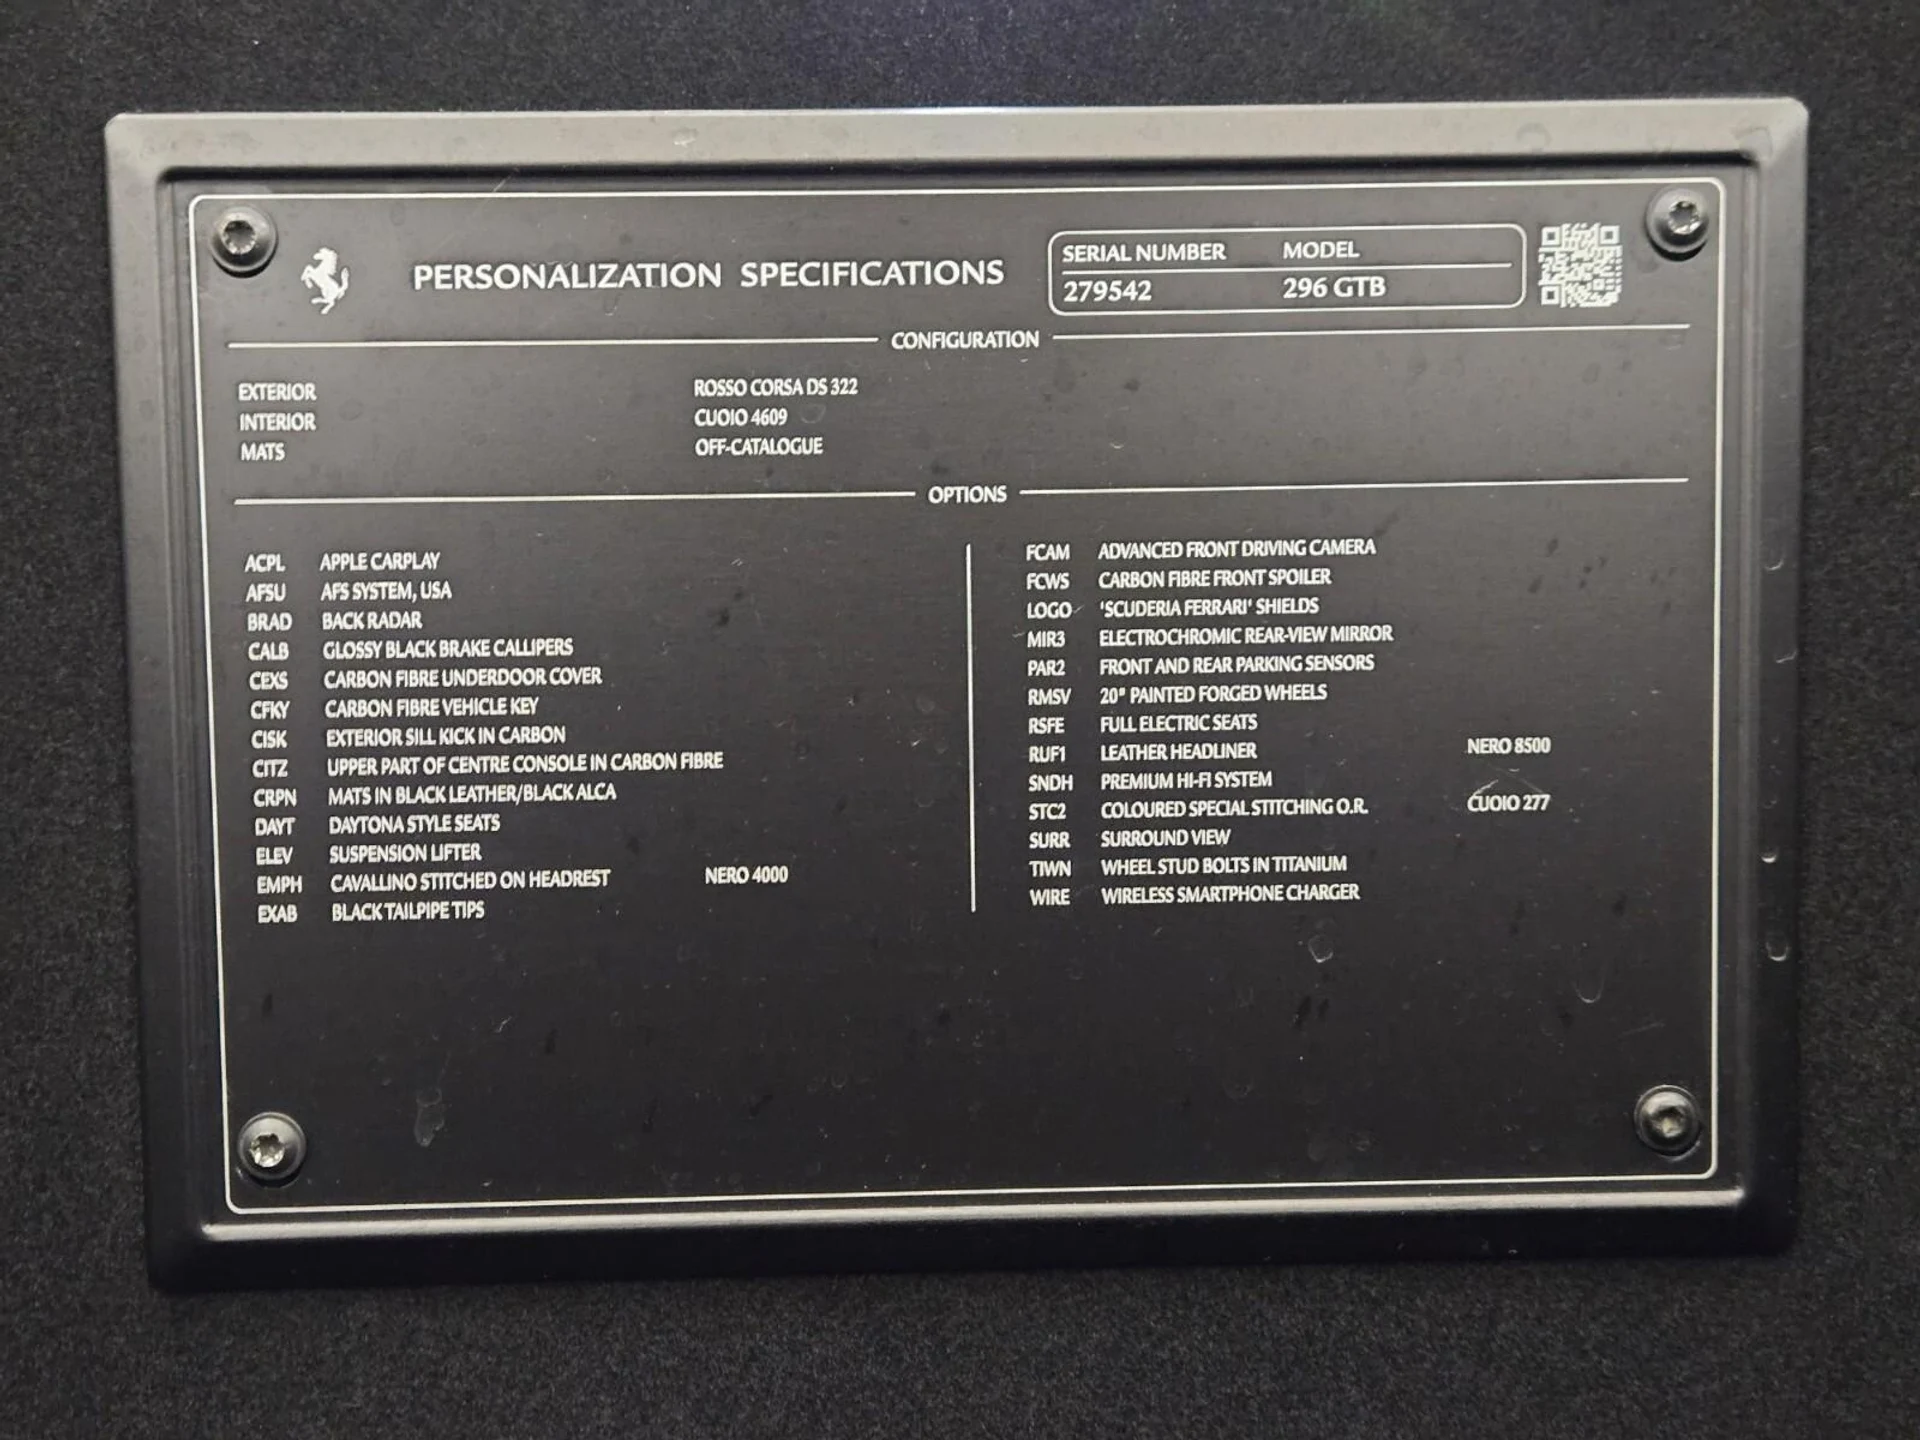 PERSONALIZATION SPECIFICATIONS
SERIAL NUMBER MODEL
279542 296 GTB
CONFIGURATION
EXTERIOR ROSSO CORSA DS 322
INTERIOR CUOIO 4609
MATS OFF-CATALOGUE
OPTIONS
ACPL APPLE CARPLAY
AFSU AFS SYSTEM, USA
BRAD BACK RADAR
CALB GLOSSY BLACK BRAKE CALLIPERS
CEXS CARBON FIBRE UNDERDOOR COVER
CFKY CARBON FIBRE VEHICLE KEY
CISK EXTERIOR SILL KICK IN CARBON
CITZ UPPER PART OF CENTRE CONSOLE IN CARBON FIBRE
CRPN MATS IN BLACK LEATHER/BLACK ALCA
DAYT DAYTONA STYLE SEATS
ELEV SUSPENSION LIFTER
EMPH CAVALLINO STITCHED ON HEADREST NERO 4000
EXAB BLACK TAILPIPE TIPS
FCAM ADVANCED FRONT DRIVING CAMERA
FCWS CARBON FIBRE FRONT SPOILER
LOGO 'SCUDERIA FERRARI' SHIELDS
MIR3 ELECTROCHROMIC REAR-VIEW MIRROR
PAR2 FRONT AND REAR PARKING SENSORS
RMSV 20" PAINTED FORGED WHEELS
RSFE FULL ELECTRIC SEATS
RUF1 LEATHER HEADLINER NERO 8500
SNDH PREMIUM HI-FI SYSTEM
STC2 COLOURED SPECIAL STITCHING O.R. CUOIO 277
SURR SURROUND VIEW
TIWN WHEEL STUD BOLTS IN TITANIUM
WIRE WIRELESS SMARTPHONE CHARGER